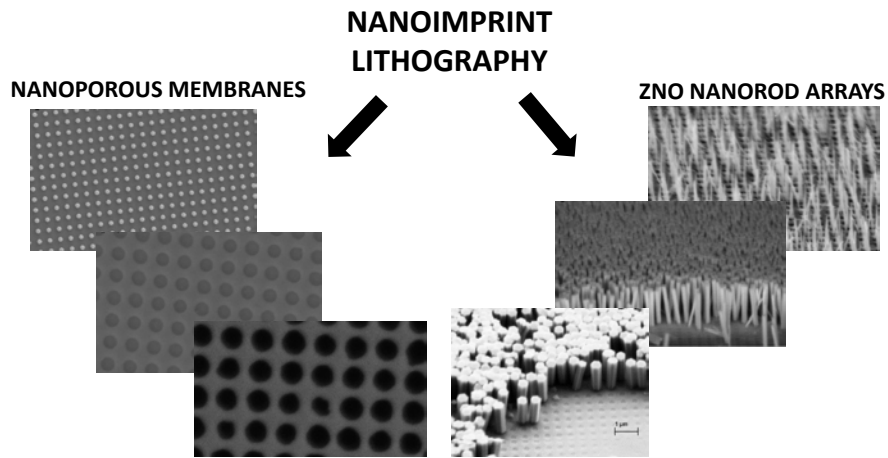 NANOIMPRINT
LITHOGRAPHY
NANOPOROUS MEMBRANES
ZNO NANOROD ARRAYS
1 µm